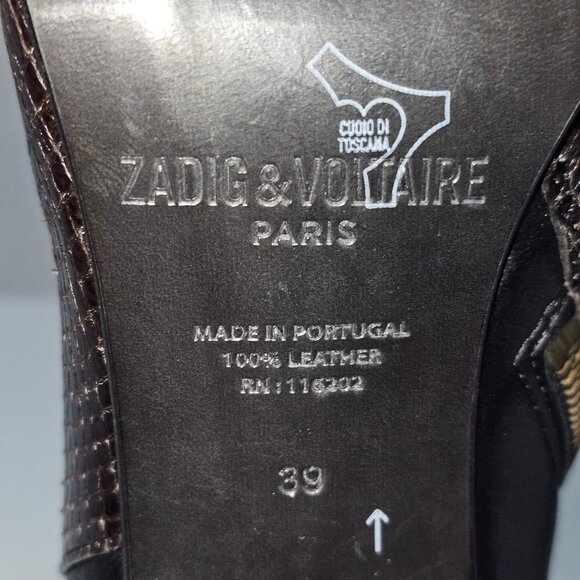 CUOIO DI
TOSCANA
ZADIG & VOLTAIRE
PARIS
MADE IN PORTUGAL
100% LEATHER
RN : 116202
39